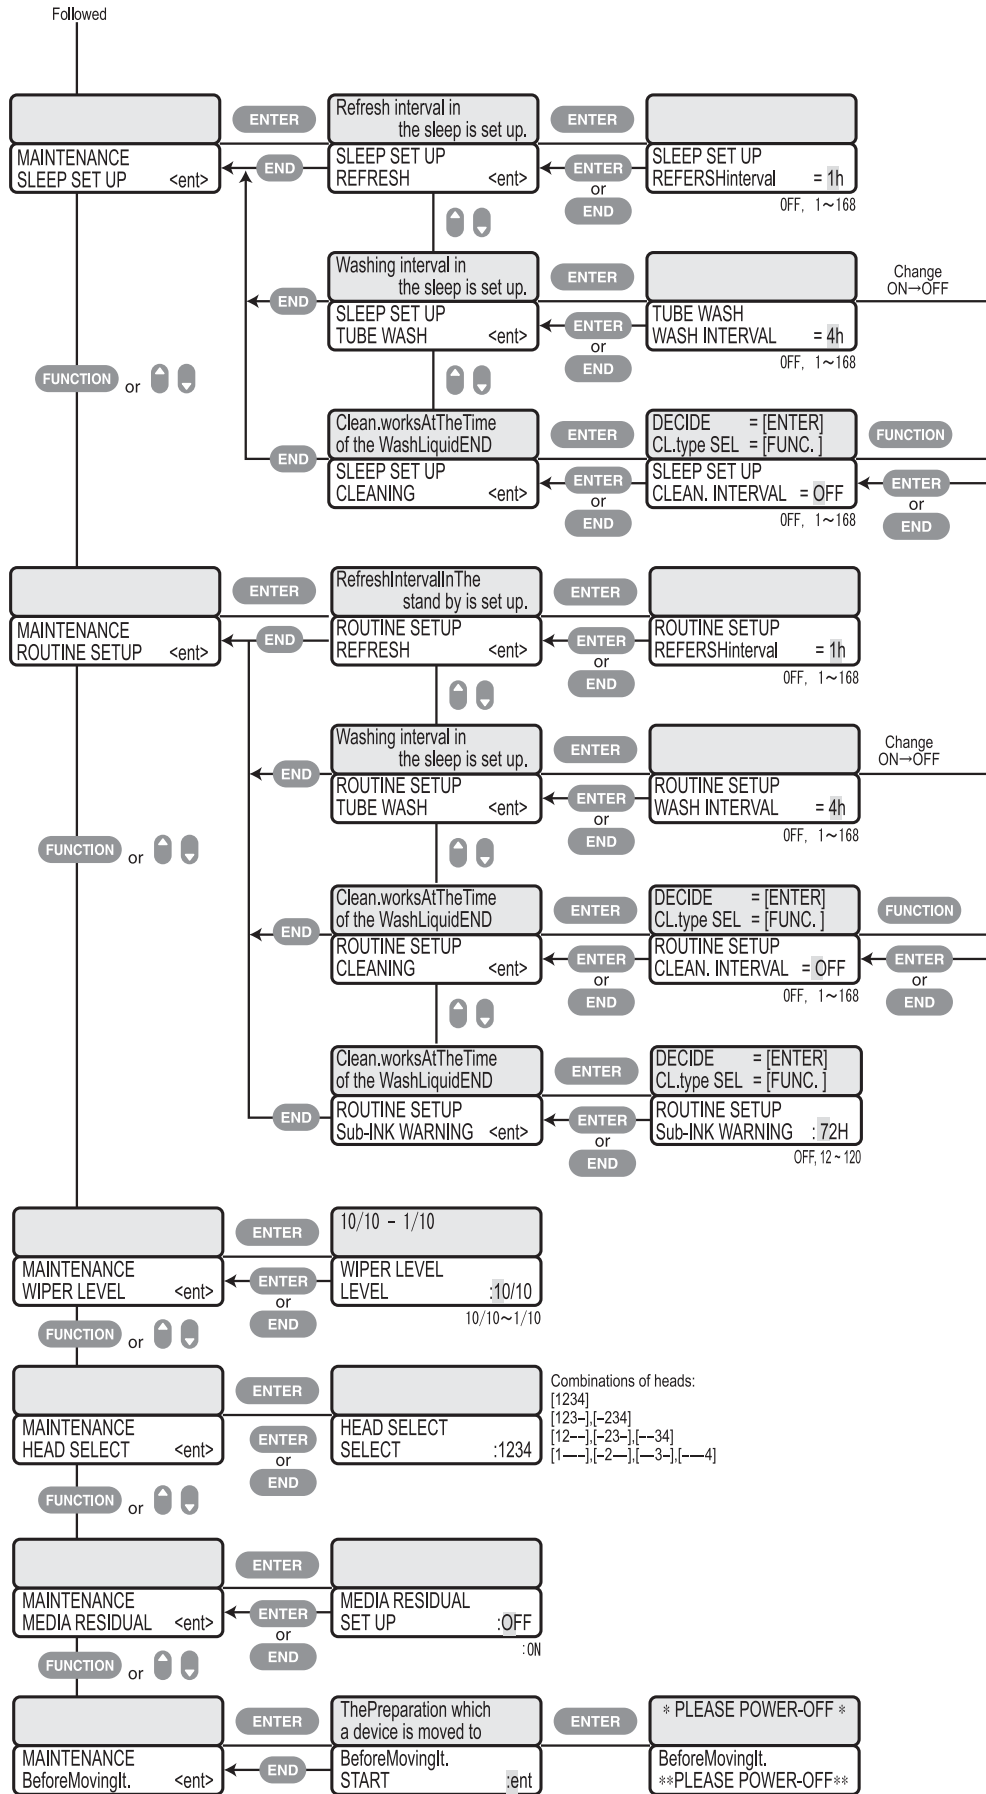 Followed
ENTER
Refresh interval in
the sleep is set up.
ENTER
MAINTENANCE
SLEEP SET UP <ent>
END
SLEEP SET UP
REFRESH <ent>
ENTER
or
END
SLEEP SET UP
REFERSHinterval = 1h
OFF, 1~168
Washing interval in
the sleep is set up.
ENTER
Change
ON→OFF
END
SLEEP SET UP
TUBE WASH <ent>
ENTER
or
END
TUBE WASH
WASH INTERVAL = 4h
OFF, 1~168
FUNCTION or
Clean.worksAtTheTime
of the WashLiquidEND
ENTER
DECIDE = [ENTER]
CL.type SEL = [FUNC. ]
FUNCTION
END
SLEEP SET UP
CLEANING <ent>
ENTER
or
END
SLEEP SET UP
CLEAN. INTERVAL = OFF
OFF, 1~168
ENTER
or
END
ENTER
RefreshIntervalInThe
stand by is set up.
ENTER
MAINTENANCE
ROUTINE SETUP <ent>
END
ROUTINE SETUP
REFRESH <ent>
ENTER
or
END
ROUTINE SETUP
REFERSHinterval = 1h
OFF, 1~168
Washing interval in
the sleep is set up.
ENTER
Change
ON→OFF
END
ROUTINE SETUP
TUBE WASH <ent>
ENTER
or
END
ROUTINE SETUP
WASH INTERVAL = 4h
OFF, 1~168
FUNCTION or
Clean.worksAtTheTime
of the WashLiquidEND
ENTER
DECIDE = [ENTER]
CL.type SEL = [FUNC. ]
FUNCTION
END
ROUTINE SETUP
CLEANING <ent>
ENTER
or
END
ROUTINE SETUP
CLEAN. INTERVAL = OFF
OFF, 1~168
ENTER
or
END
Clean.worksAtTheTime
of the WashLiquidEND
ENTER
DECIDE = [ENTER]
CL.type SEL = [FUNC. ]
END
ROUTINE SETUP
Sub-INK WARNING <ent>
ENTER
or
END
ROUTINE SETUP
Sub-INK WARNING : 72H
OFF, 12 ~ 120
ENTER
10/10 - 1/10
MAINTENANCE
WIPER LEVEL <ent>
ENTER
or
END
WIPER LEVEL
LEVEL :10/10
10/10~1/10
FUNCTION or
ENTER
MAINTENANCE
HEAD SELECT <ent>
ENTER
or
END
HEAD SELECT
SELECT :1234
Combinations of heads:
[1234]
[123–],[–234]
[12––],[–23–],[––34]
[1–––],[–2––],[––3–],[–––4]
FUNCTION or
ENTER
MAINTENANCE
MEDIA RESIDUAL <ent>
ENTER
or
END
MEDIA RESIDUAL
SET UP :OFF
: ON
FUNCTION or
ENTER
ThePreparation which
a device is moved to
ENTER
* PLEASE POWER-OFF *
MAINTENANCE
BeforeMovingIt. <ent>
END
BeforeMovingIt.
START :ent
BeforeMovingIt.
**PLEASE POWER-OFF**